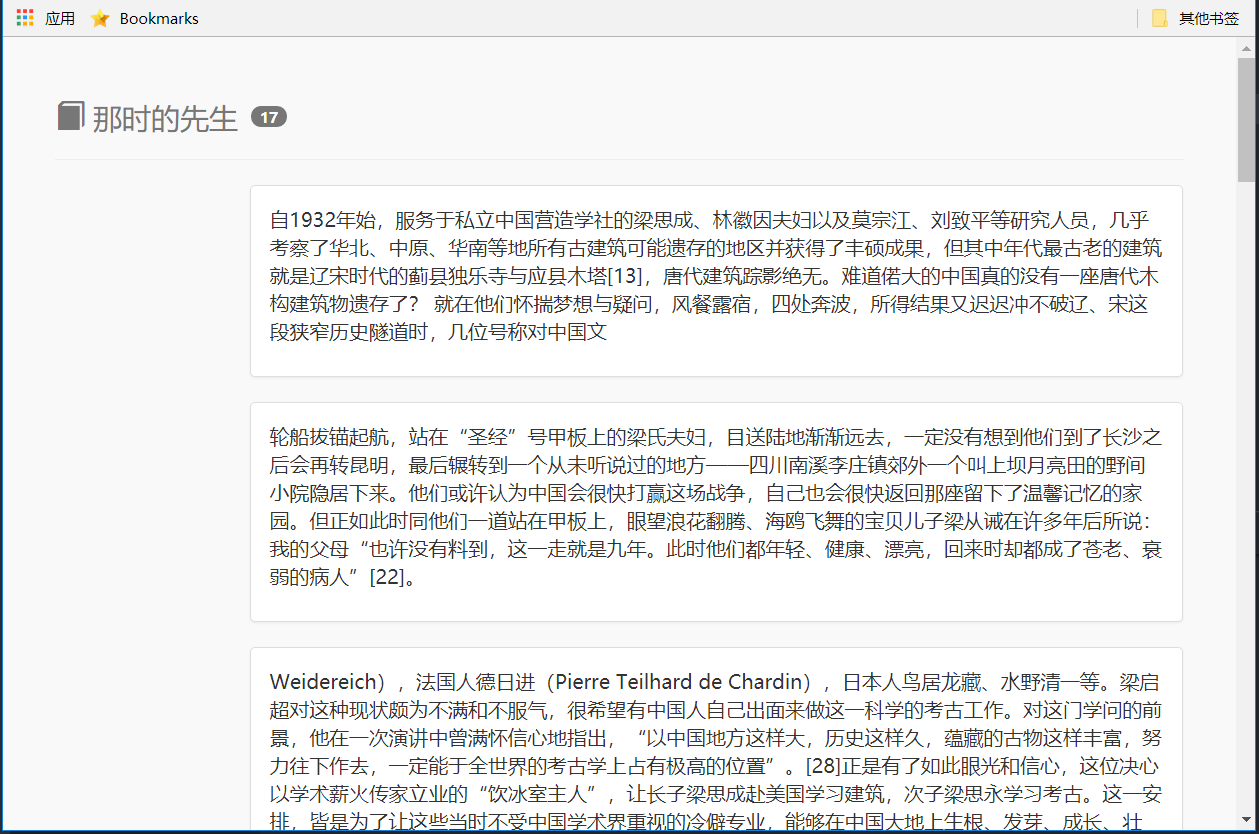 应用 Bookmarks 其他书签
那时的先生 17
自1932年始，服务于私立中国营造学社的梁思成、林徽因夫妇以及莫宗江、刘致平等研究人员，几乎
考察了华北、中原、华南等地所有古建筑可能遗存的地区并获得了丰硕成果，但其中年代最古老的建筑
就是辽宋时代的蓟县独乐寺与应县木塔[13]，唐代建筑踪影绝无。难道偌大的中国真的没有一座唐代木
构建筑物遗存了？ 就在他们怀揣梦想与疑问，风餐露宿，四处奔波，所得结果又迟迟冲不破辽、宋这
段狭窄历史隧道时，几位号称对中国文
轮船拔锚起航，站在“圣经”号甲板上的梁氏夫妇，目送陆地渐渐远去，一定没有想到他们到了长沙之
后会再转昆明，最后辗转到一个从未听说过的地方——四川南溪李庄镇郊外一个叫上坝月亮田的野间
小院隐居下来。他们或许认为中国会很快打赢这场战争，自己也会很快返回那座留下了温馨记忆的家
园。但正如此时同他们一道站在甲板上，眼望浪花翻腾、海鸥飞舞的宝贝儿子梁从诫在许多年后所说：
我的父母“也许没有料到，这一走就是九年。此时他们都年轻、健康、漂亮，回来时却都成了苍老、衰
弱的病人”[22]。
Weidereich），法国人德日进（Pierre Teilhard de Chardin），日本人鸟居龙藏、水野清一等。梁启
超对这种现状颇为不满和不服气，很希望有中国人自己出面来做这一科学的考古工作。对这门学问的前
景，他在一次演讲中曾满怀信心地指出，“以中国地方这样大，历史这样久，蕴藏的古物这样丰富，努
力往下作去，一定能于全世界的考古学上占有极高的位置”。[28]正是有了如此眼光和信心，这位决心
以学术薪火传家立业的“饮冰室主人”，让长子梁思成赴美国学习建筑，次子梁思永学习考古。这一安
排，皆是为了让这些当时不受中国学术界重视的冷僻专业，能够在中国大地上生根、发芽、成长、壮